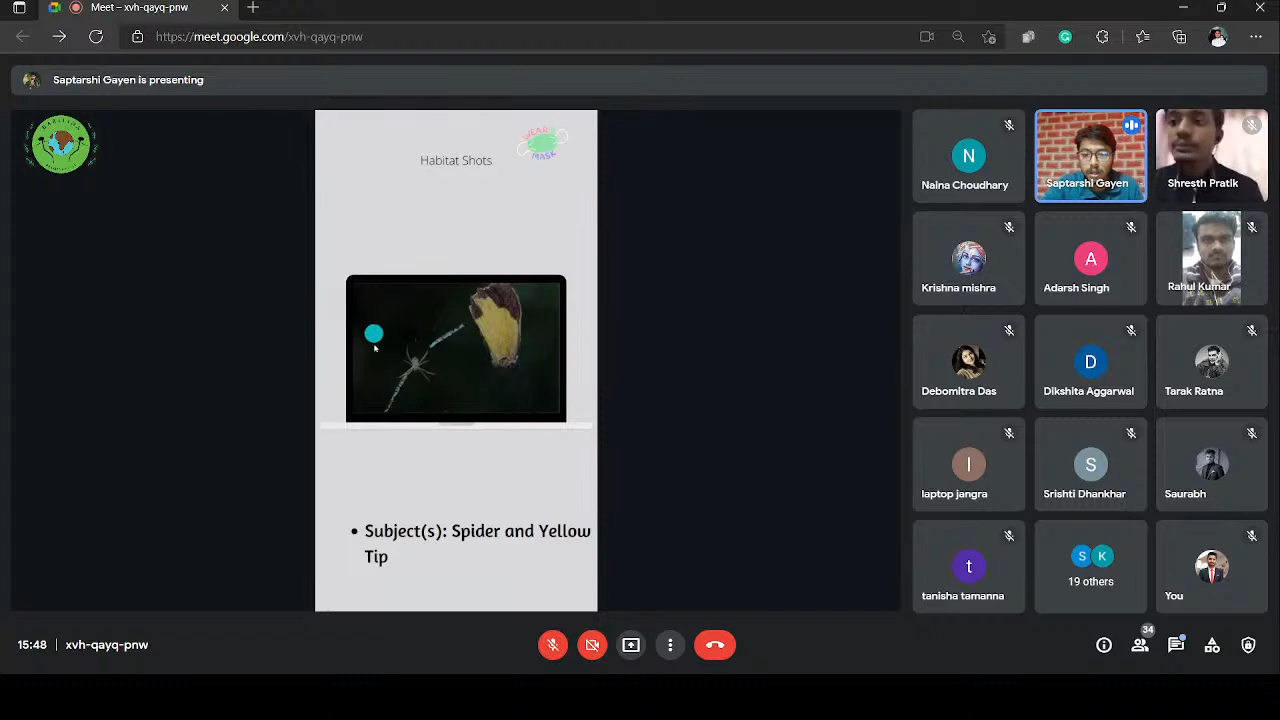 Meet – xvh-qayq-pnw
https://meet.google.com/xvh-qayq-pnw
Saptarshi Gayen is presenting
Habitat Shots
WEAR
MASK
• Subject(s): Spider and Yellow
Tip
N
Naina Choudhary
Saptarshi Gayen
Shresth Pratik
Krishna mishra
A
Adarsh Singh
Rahul Kumar
Debomitra Das
D
Dikshita Aggarwal
Tarak Ratna
l
laptop jangra
S
Srishti Dhankhar
Saurabh
t
tanisha tamanna
S K
19 others
You
15:48 xvh-qayq-pnw
34